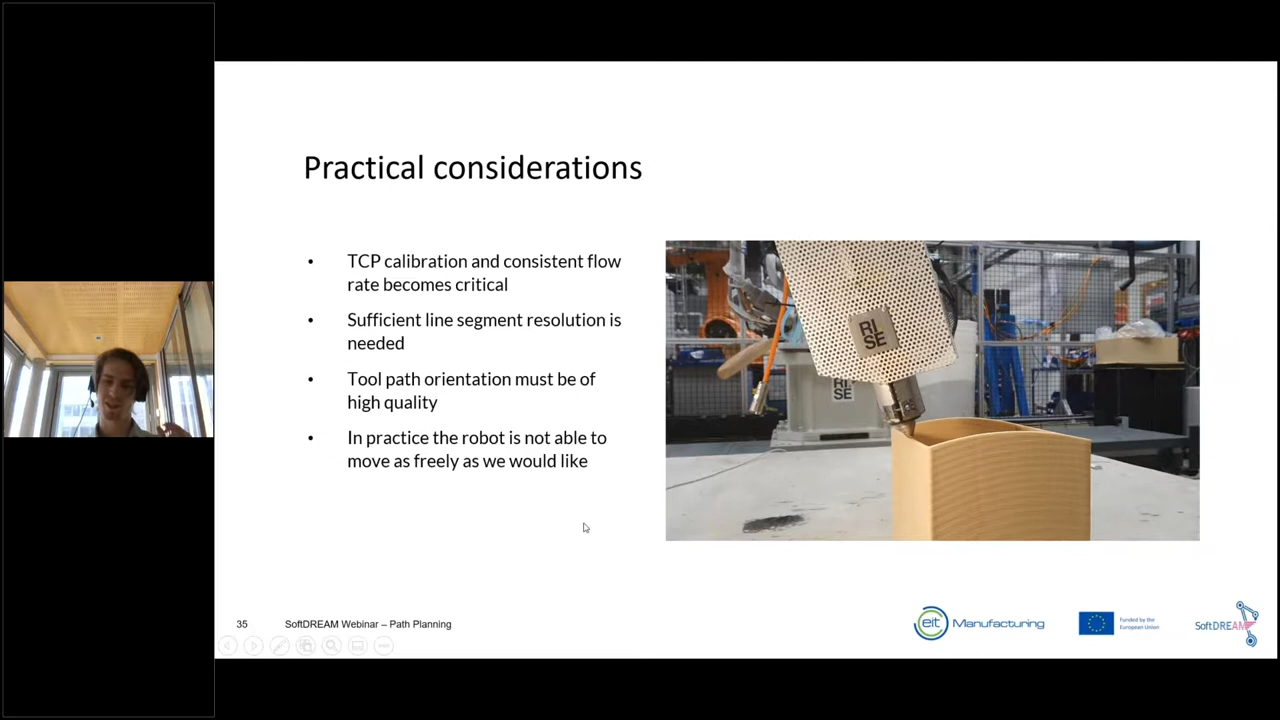 Practical considerations
• TCP calibration and consistent flow
rate becomes critical
• Sufficient line segment resolution is
needed
• Tool path orientation must be of
high quality
• In practice the robot is not able to
move as freely as we would like
RI.
SE
RI.
SE
35
SoftDREAM Webinar – Path Planning
eit Manufacturing
Funded by the
European Union
SoftDREAM